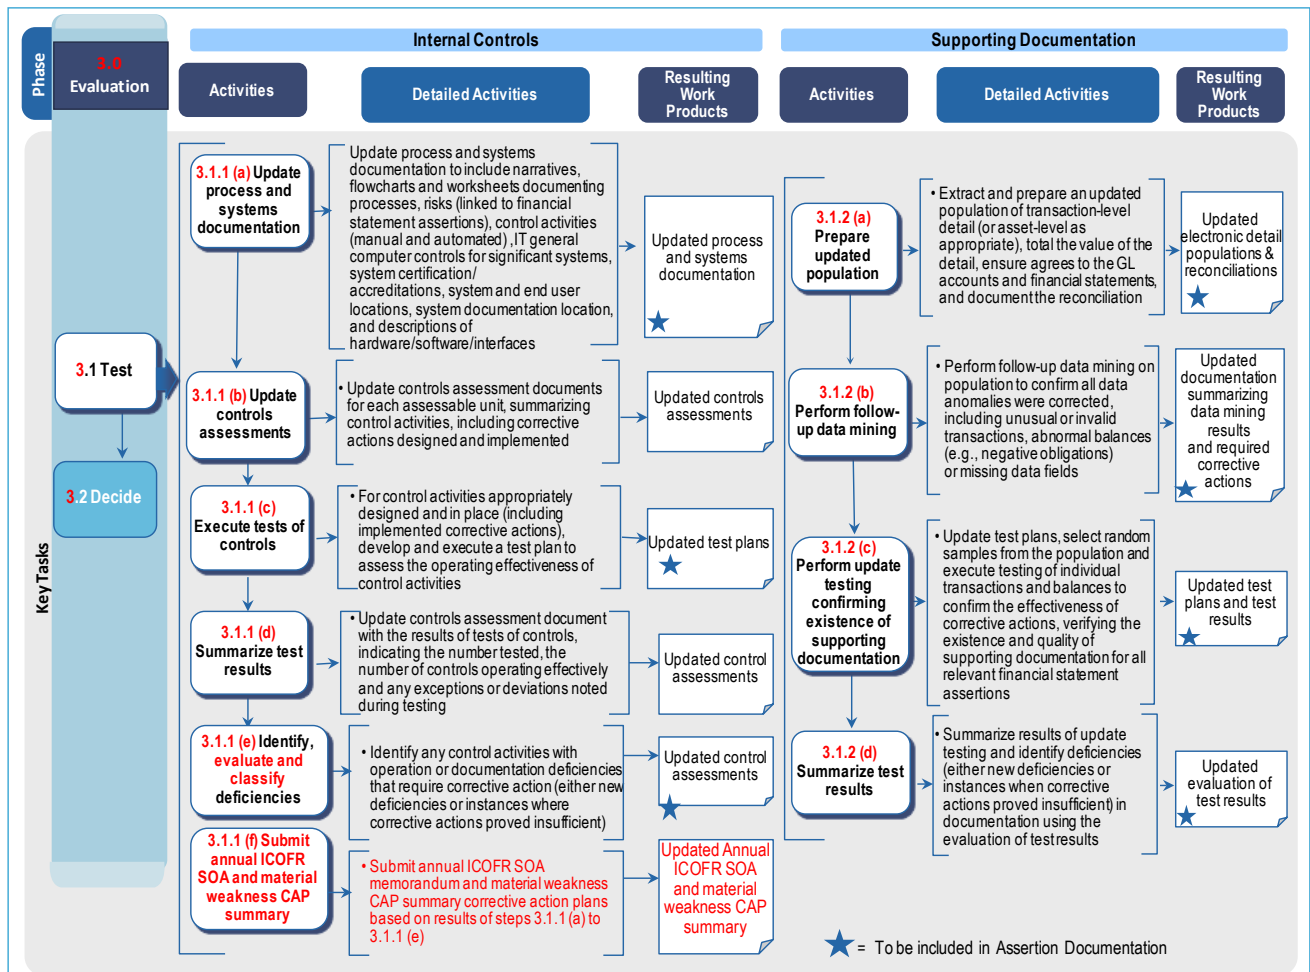 Phase
3.0
Evaluation
Internal Controls
Supporting Documentation
Activities
Detailed Activities
Resulting
Work
Products
Activities
Detailed Activities
Resulting
Work
Products
Key Tasks
3.1 Test
3.2 Decide
3.1.1 (a) Update
process and
systems
documentation
Update process and systems
documentation to include narratives,
flowcharts and worksheets documenting
processes, risks (linked to financial
statement assertions), control activities
(manual and automated) ,IT general
computer controls for significant systems,
system certification/
accreditations, system and end user
locations, system documentation location,
and descriptions of
hardware/software/interfaces
Updated process
and systems
documentation
3.1.1 (b) Update
controls
assessments
• Update controls assessment documents
for each assessable unit, summarizing
control activities, including corrective
actions designed and implemented
Updated controls
assessments
3.1.1 (c)
Execute tests of
controls
• For control activities appropriately
designed and in place (including
implemented corrective actions),
develop and execute a test plan to
assess the operating effectiveness of
control activities
Updated test plans
3.1.1 (d)
Summarize test
results
• Update controls assessment document
with the results of tests of controls,
indicating the number tested, the
number of controls operating effectively
and any exceptions or deviations noted
during testing
Updated control
assessments
3.1.1 (e) Identify,
evaluate and
classify
deficiencies
• Identify any control activities with
operation or documentation deficiencies
that require corrective action (either new
deficiencies or instances where
corrective actions proved insufficient)
Updated control
assessments
3.1.1 (f) Submit
annual ICOFR
SOA and material
weakness CAP
summary
• Submit annual ICOFR SOA
memorandum and material weakness
CAP summary corrective action plans
based on results of steps 3.1.1 (a) to
3.1.1 (e)
Updated Annual
ICOFR SOA
and material
weakness CAP
summary
3.1.2 (a)
Prepare
updated
population
• Extract and prepare an updated
population of transaction-level
detail (or asset-level as
appropriate), total the value of the
detail, ensure agrees to the GL
accounts and financial statements,
and document the reconciliation
Updated
electronic detail
populations &
reconciliations
3.1.2 (b)
Perform follow-
up data mining
• Perform follow-up data mining on
population to confirm all data
anomalies were corrected,
including unusual or invalid
transactions, abnormal balances
(e.g., negative obligations)
or missing data fields
Updated
documentation
summarizing
data mining
results
and required
corrective
actions
3.1.2 (c)
Perform update
testing
confirming
existence of
supporting
documentation
• Update test plans, select random
samples from the population and
execute testing of individual
transactions and balances to
confirm the effectiveness of
corrective actions, verifying the
existence and quality of
supporting documentation for all
relevant financial statement
assertions
Updated test
plans and test
results
3.1.2 (d)
Summarize test
results
• Summarize results of update
testing and identify deficiencies
(either new deficiencies or
instances when corrective
actions proved insufficient) in
documentation using the
evaluation of test results
Updated
evaluation of
test results
= To be included in Assertion Documentation